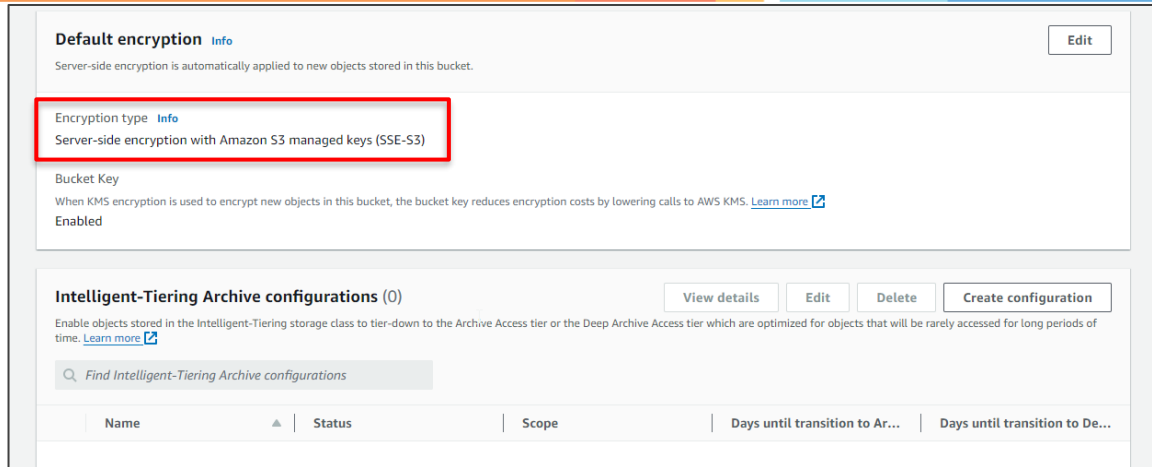 Default encryption Info
Edit
Server-side encryption is automatically applied to new objects stored in this bucket.
Encryption type Info
Server-side encryption with Amazon S3 managed keys (SSE-S3)
Bucket Key
When KMS encryption is used to encrypt new objects in this bucket, the bucket key reduces encryption costs by lowering calls to AWS KMS. Learn more
Enabled
Intelligent-Tiering Archive configurations (0)
View details
Edit
Delete
Create configuration
Enable objects stored in the Intelligent-Tiering storage class to tier-down to the Archive Access tier or the Deep Archive Access tier which are optimized for objects that will be rarely accessed for long periods of
time. Learn more
Find Intelligent-Tiering Archive configurations
Name
Status
Scope
Days until transition to Ar...
Days until transition to De...